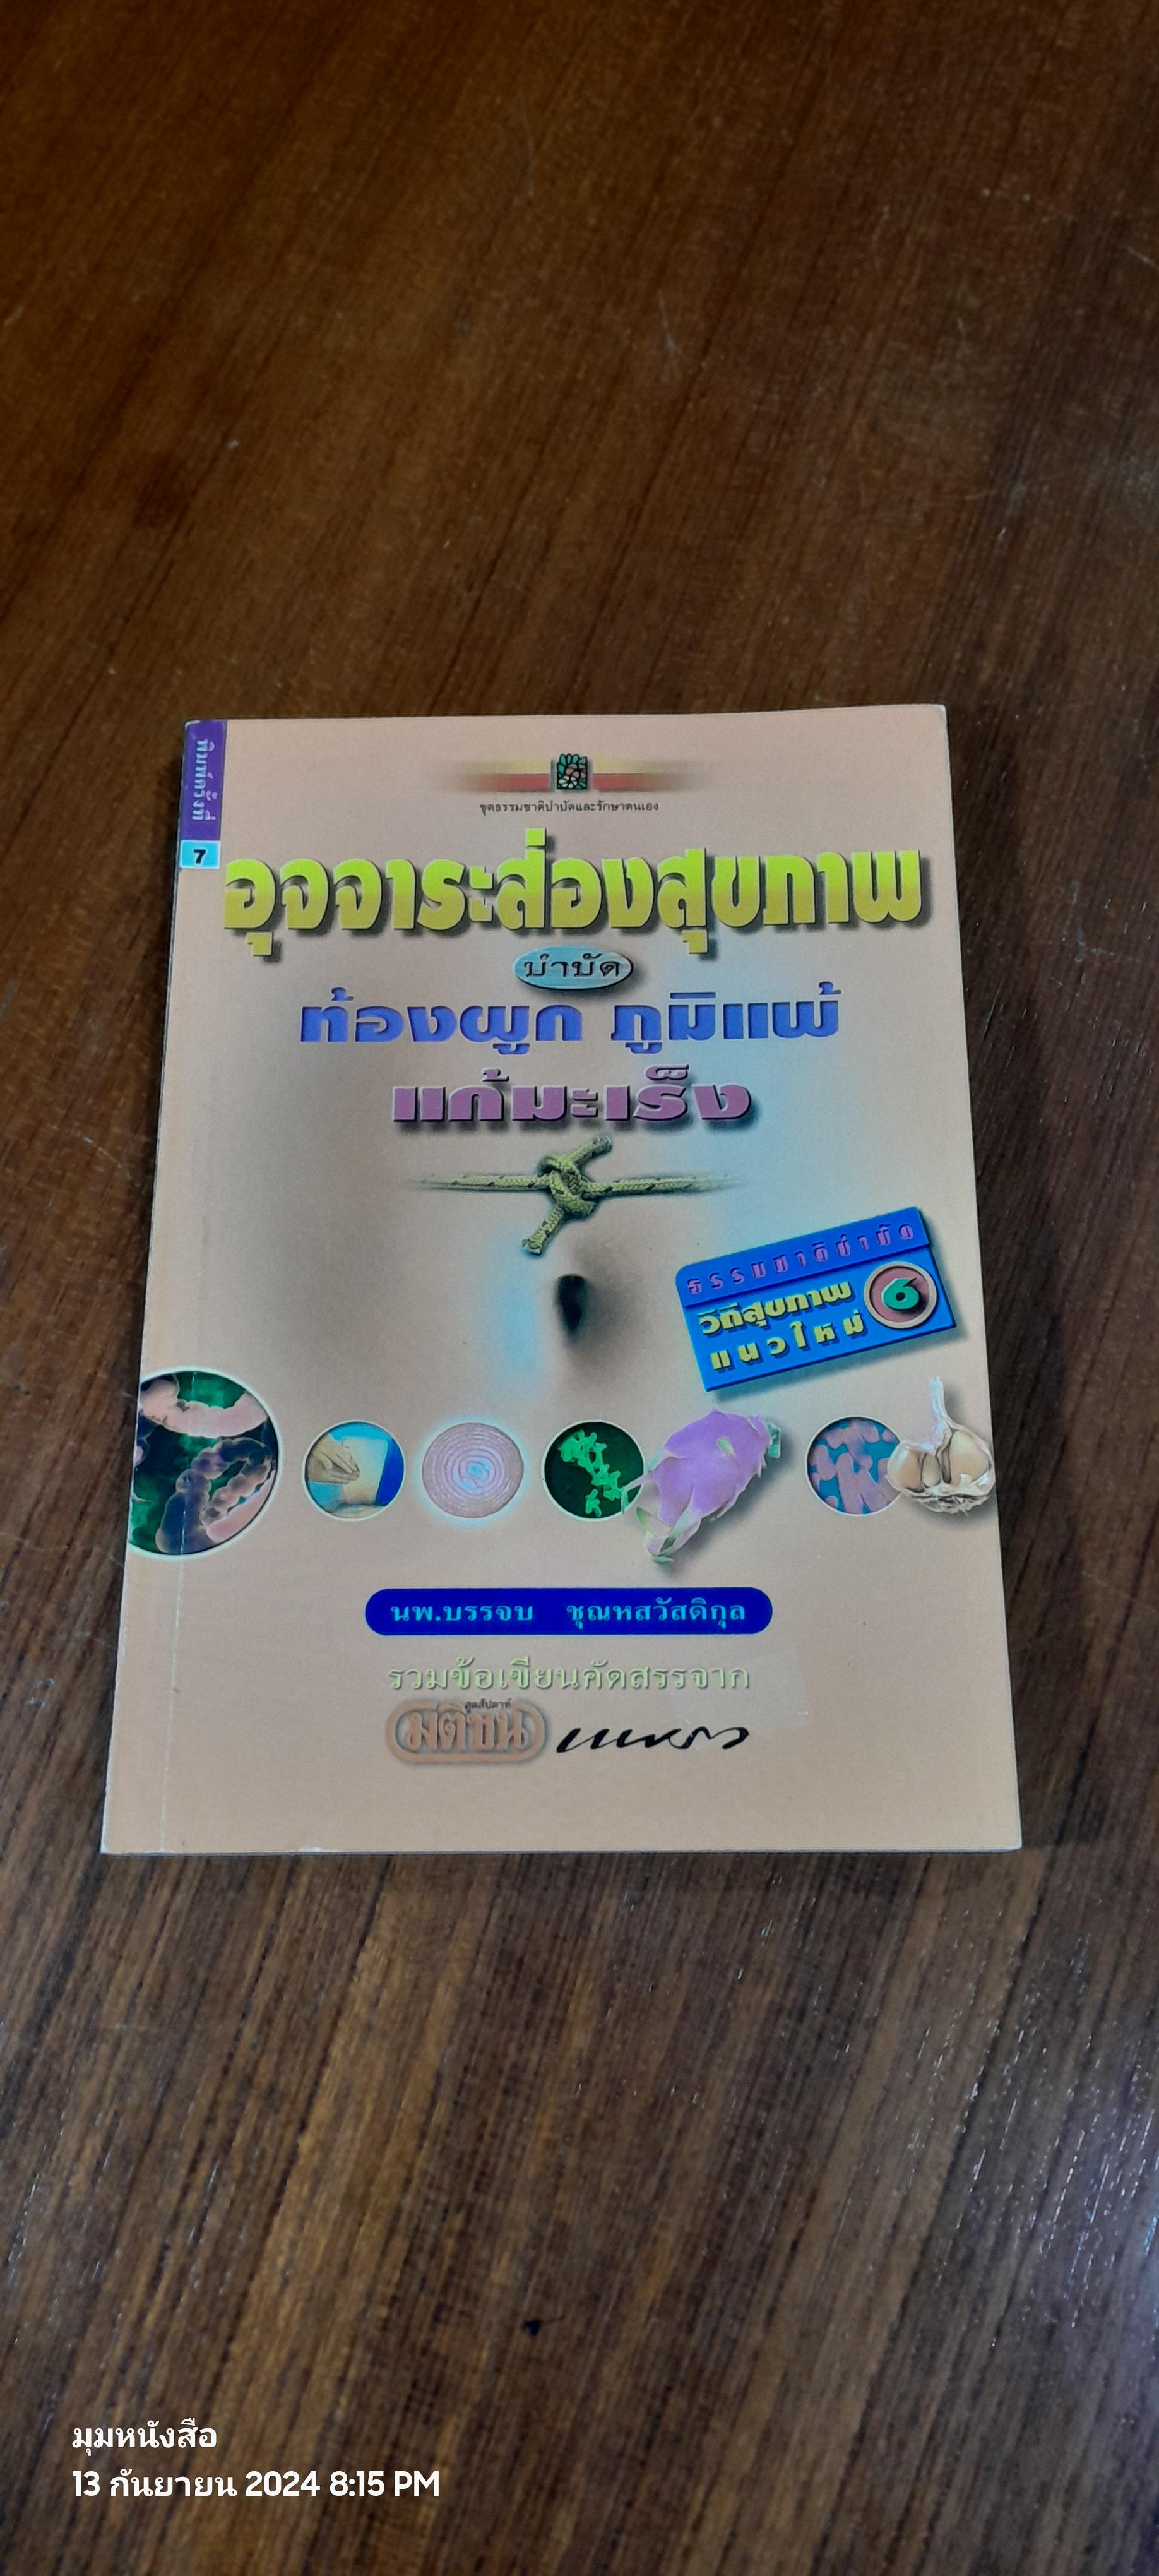 พิมพ์ครั้งที่
7
ชุดธรรมชาติบำบัดและรักษาตนเอง
อุจจาระส่องสุขภาพ
บำบัด
ท้องผูก ภูมิแพ้
แก้มะเร็ง
ธรรมชาติบำบัด
วิถีสุขภาพ
แนวใหม่
6
นพ.บรรจบ ชุณหสวัสดิกุล
รวมข้อเขียนคัดสรรจาก
มติชน
สุดสัปดาห์
แพรว
มุมหนังสือ
13 กันยายน 2024 8:15 PM